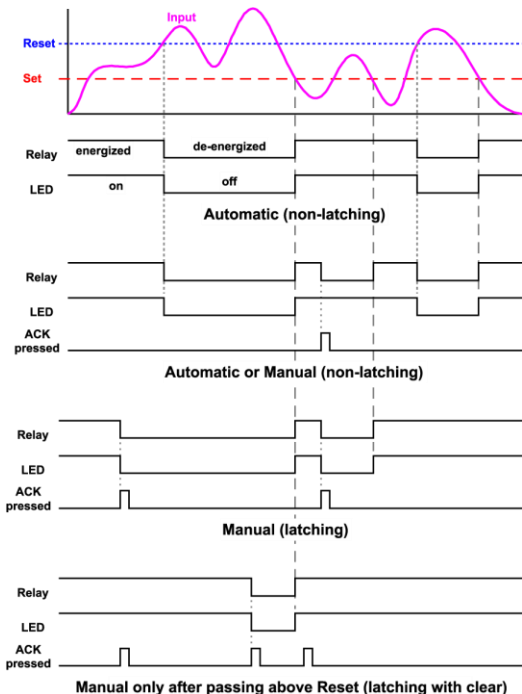 Input
Reset
Set
Relay energized de-energized
LED on off
Automatic (non-latching)
Relay
LED
ACK
pressed
Automatic or Manual (non-latching)
Relay
LED
ACK
pressed
Manual (latching)
Relay
LED
ACK
pressed
Manual only after passing above Reset (latching with clear)